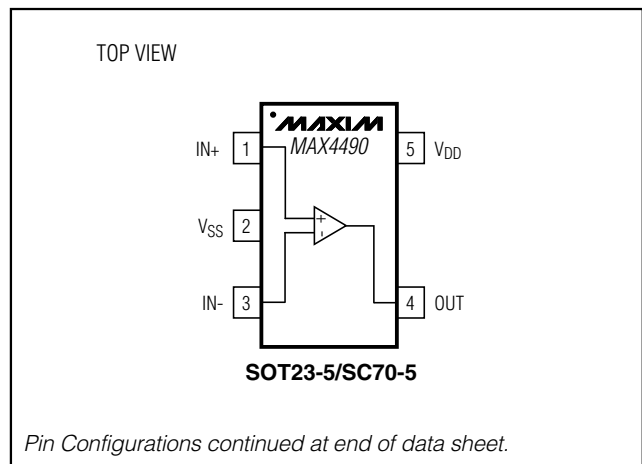 TOP VIEW
MAXIM
MAX4490
IN+ 1
5 VDD
VSS 2
+
-
IN- 3
4 OUT
SOT23-5/SC70-5
Pin Configurations continued at end of data sheet.